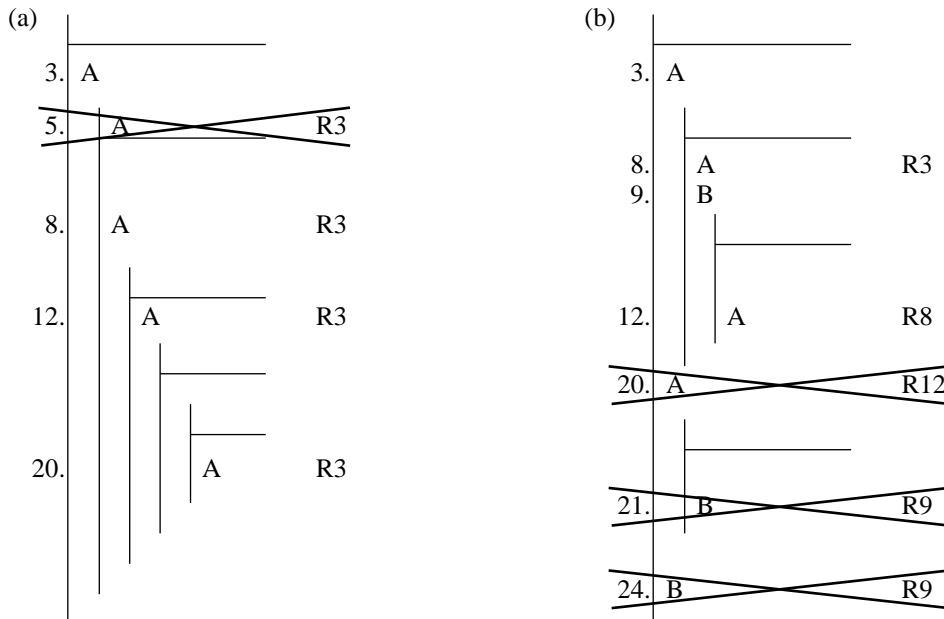 (a)
3. A
5. A R3
8. A R3
12. A R3
20. A R3
(b)
3. A
8. A R3
9. B
12. A R8
20. A R12
21. B R9
24. B R9